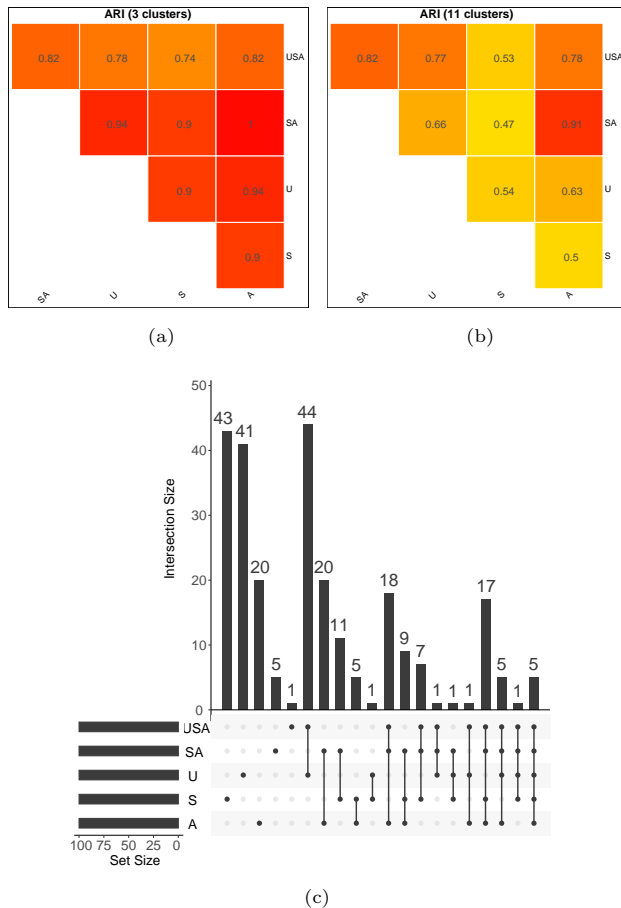 ARI (3 clusters)
0.82 0.78 0.74 0.82 USA
0.94 0.9 1 SA
0.9 0.94 U
0.9 S
SA U S A
(a)
ARI (11 clusters)
0.82 0.77 0.53 0.78 USA
0.66 0.47 0.91 SA
0.54 0.63 U
0.5 S
SA U S A
(b)
50
40
30
20
10
0
Intersection Size
43 41 20 5 1 44 20 11 5 1 18 9 7 1 1 1 17 5 1 5
USA
SA
U
S
A
100 75 50 25 0
Set Size
(c)